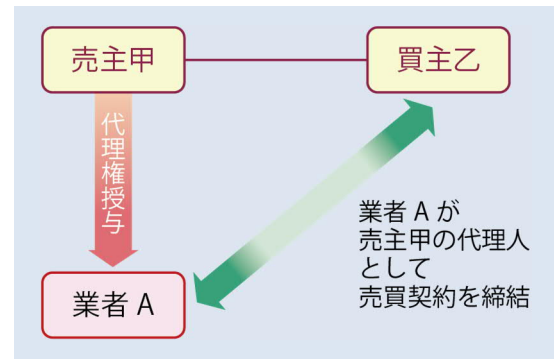 売主甲
買主乙
代理権授与
業者 A が
売主甲の代理人
として
売買契約を締結
業者 A